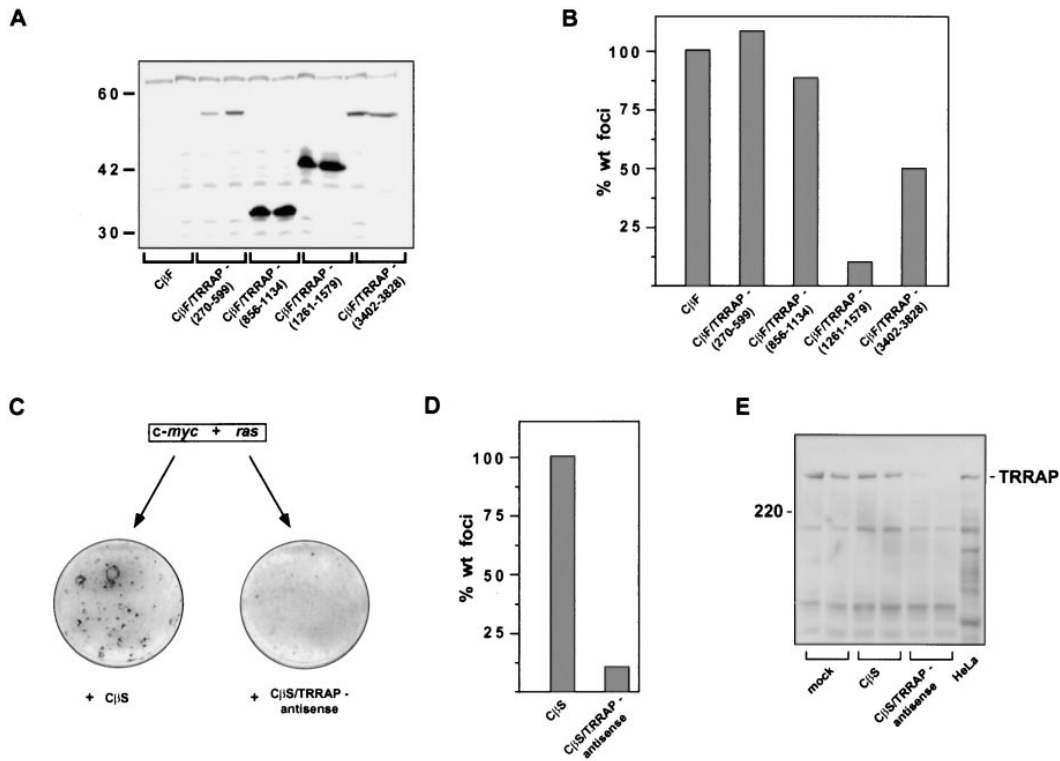 A
60 -
42 -
30 -
CβF
CβF/TRRAP -
(270-599)
CβF/TRRAP -
(856-1134)
CβF/TRRAP -
(1261-1579)
CβF/TRRAP -
(3402-3828)
B
% wt foci
100
75
50
25
CβF
CβF/TRRAP -
(270-599)
CβF/TRRAP -
(856-1134)
CβF/TRRAP -
(1261-1579)
CβF/TRRAP -
(3402-3828)
C
c-myc + ras
+ CβS
+ CβS/TRRAP -
antisense
D
% wt foci
100
75
50
25
CβS
CβS/TRRAP -
antisense
E
220 -
- TRRAP
mock
CβS
CβS/TRRAP -
antisense
HeLa